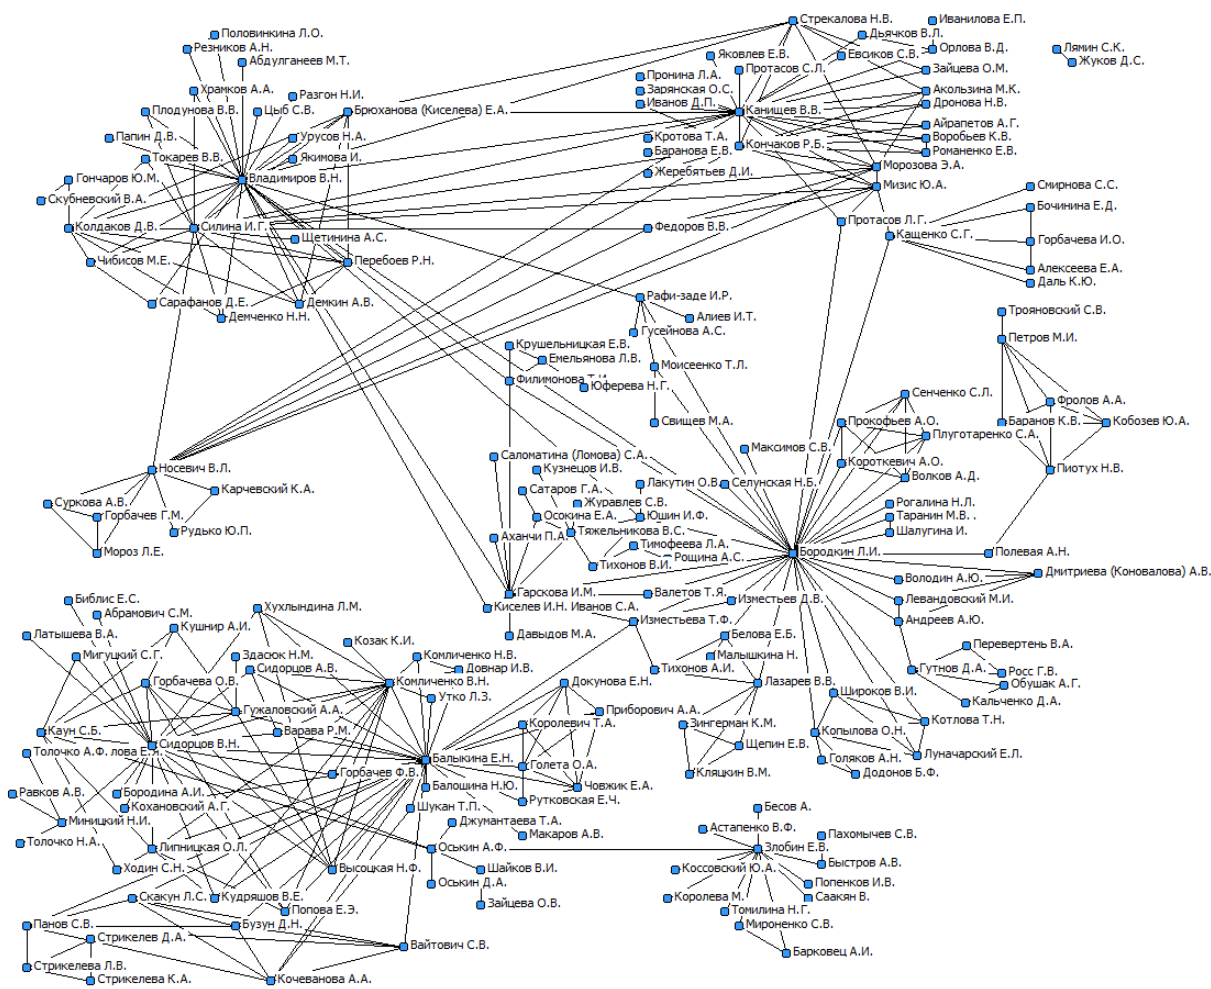 Стрекалова Н.В.
Иванилова Е.П.
Половинкина Л.О.
Дьячков В.Л.
Резников А.Н.
Орлова В.Д.
Лямин С.К.
Яковлев Е.В.
Евсиков С.В.
Абдулганеев М.Т.
Жуков Д.С.
Протасов С.Л.
Зайцева О.М.
Пронина Л.А.
Храмков А.А.
Зарянская О.С.
Акользина М.К.
Разгон Н.И.
Иванов Д.П.
Дронова Н.В.
Плодунова В.В.
Цыб С.В.
Брюханова (Киселева) Е.А.
Канищев В.В.
Айрапетов А.Г.
Папин Д.В.
Урусов Н.А.
Кротова Т.А.
Воробьев К.В.
Кончаков Р.Б.
Баранова Е.В.
Романенко Е.В.
Токарев В.В.
Якимова И.
Морозова Э.А.
Жеребятьев Д.И.
Гончаров Ю.М.
Владимиров В.Н.
Мизис Ю.А.
Смирнова С.С.
Скубневский В.А.
Бочинина Е.Д.
Протасов Л.Г.
Колдаков Д.В.
Силина И.Г.
Федоров В.В.
Кащенко С.Г.
Щетинина А.С.
Горбачева И.О.
Чибисов М.Е.
Перебоев Р.Н.
Алексеева Е.А.
Даль К.Ю.
Рафи-заде И.Р.
Сарафанов Д.Е.
Демкин А.В.
Трояновский С.В.
Демченко Н.Н.
Алиев И.Т.
Гусейнова А.С.
Петров М.И.
Крушельницкая Е.В.
Емельянова Л.В.
Моисеенко Т.Л.
Филимонова Т.И.
Юферева Н.Г.
Сенченко С.Л.
Фролов А.А.
Свищев М.А.
Прокофьев А.О.
Баранов К.В.
Кобозев Ю.А.
Плуготаренко С.А.
Максимов С.В.
Саломатина (Ломова) С.А.
Короткевич А.О.
Носевич В.Л.
Кузнецов И.В.
Пиотух Н.В.
Волков А.Д.
Лакутин О.В.
Селунская Н.Б.
Карчевский К.А.
Сатаров Г.А.
Суркова А.В.
Журавлев С.В.
Рогалина Н.Л.
Горбачев Г.М.
Осокина Е.А.
Юшин И.Ф.
Таранин М.В. .
Рудько Ю.П.
Тяжельникова В.С.
Шалугина И.
Аханчи П.А.
Тимофеева Л.А.
Мороз Л.Е.
Рощина А.С.
Бородкин Л.И.
Полевая А.Н.
Тихонов В.И.
Дмитриева (Коновалова) А.В.
Володин А.Ю.
Гарскова И.М.
Валетов Т.Я.
Библис Е.С.
Изместьев Д.В.
Левандовский М.И.
Киселев И.Н.
Иванов С.А.
Абрамович С.М.
Хухлындина Л.М.
Изместьева Т.Ф.
Андреев А.Ю.
Кушнир А.И.
Латышева В.А.
Давыдов М.А.
Белова Е.Б.
Козак К.И.
Перевертень В.А.
Мигуцкий С.Г.
Здасюк Н.М.
Комличенко Н.В.
Малышкина Н.
Сидорцов А.В.
Довнар И.В.
Тихонов А.И.
Гутнов Д.А.
Росс Г.В.
Горбачева О.В.
Комличенко В.Н.
Докунова Е.Н.
Лазарев В.В.
Обушак А.Г.
Утко Л.З.
Широков В.И.
Кальченко Д.А.
Гужаловский А.А.
Приборович А.А.
Каун С.Б.
Варава Р.М.
Королевич Т.А.
Зингерман К.М.
Котлова Т.Н.
Копылова О.Н.
Толочко А.Ф.
лова Е.Я.
Сидорцов В.Н.
Щепин Е.В.
Балыкина Е.Н.
Голета О.А.
Голяков А.Н.
Луначарский Е.Л.
Горбачев Ф.В.
Кляцкин В.М.
Додонов Б.Ф.
Равков А.В.
Бородина А.И.
Балошина Н.Ю.
Човжик Е.А.
Кохановский А.Г.
Шукан Т.П.
Рутковская Е.Ч.
Бесов А.
Миницкий Н.И.
Джумантаева Т.А.
Астапенко В.Ф.
Макаров А.В.
Пахомычев С.В.
Толочко Н.А.
Липницкая О.Л.
Оськин А.Ф.
Злобин Е.В.
Ходин С.Н.
Высоцкая Н.Ф.
Шайков В.И.
Коссовский Ю.А.
Быстров А.В.
Оськин Д.А.
Попенков И.В.
Скакун Л.С.
Кудряшов В.Е.
Зайцева О.В.
Королева М.
Саакян В.
Попова Е.Э.
Томилина Н.Г.
Панов С.В.
Бузун Д.Н.
Мироненко С.В.
Стрикелев Д.А.
Вайтович С.В.
Барковец А.И.
Стрикелева Л.В.
Стрикелева К.А.
Кочеванова А.А.